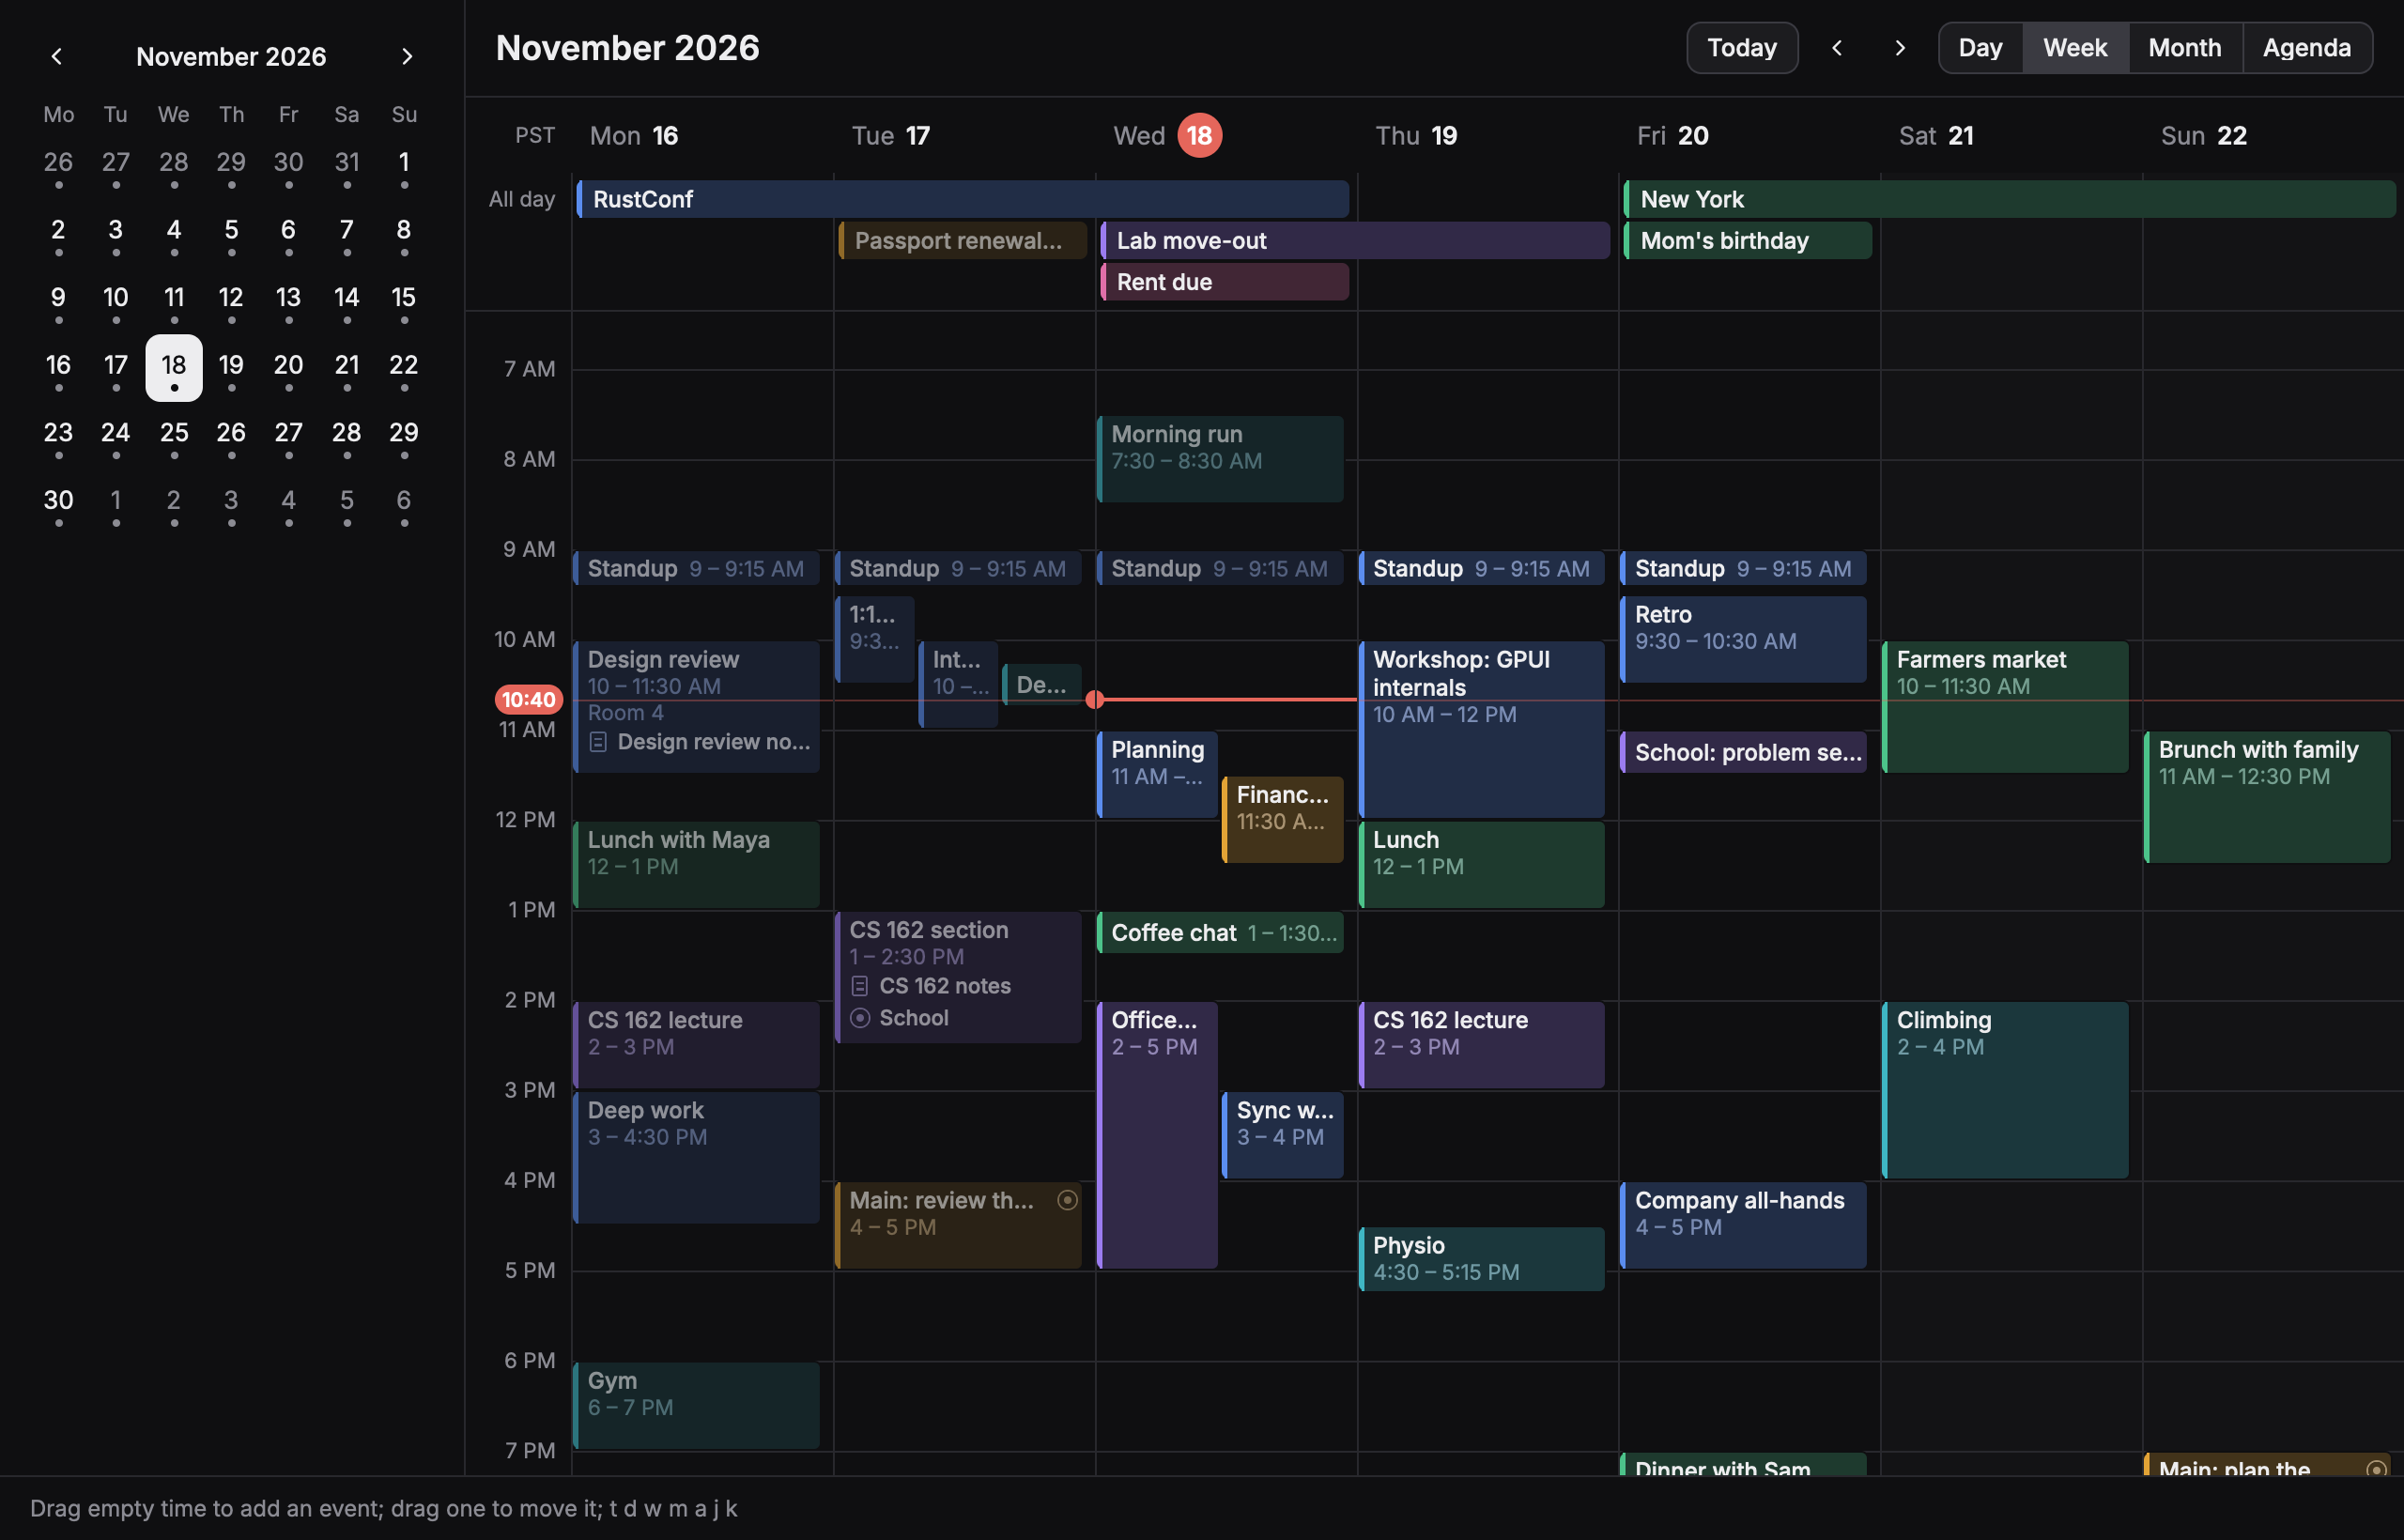 November 2026
Mo Tu We Th Fr Sa Su
26 27 28 29 30 31 1
2 3 4 5 6 7 8
9 10 11 12 13 14 15
16 17 18 19 20 21 22
23 24 25 26 27 28 29
30 1 2 3 4 5 6
November 2026
Today
Day Week Month Agenda
PST Mon 16 Tue 17 Wed 18 Thu 19 Fri 20 Sat 21 Sun 22
All day
RustConf
New York
Passport renewal...
Lab move-out
Mom's birthday
Rent due
7 AM
8 AM
9 AM
10 AM
10:40
11 AM
12 PM
1 PM
2 PM
3 PM
4 PM
5 PM
6 PM
7 PM
Standup 9 – 9:15 AM
Design review
10 – 11:30 AM
Room 4
Design review no...
Lunch with Maya
12 – 1 PM
CS 162 lecture
2 – 3 PM
Deep work
3 – 4:30 PM
Gym
6 – 7 PM
Standup 9 – 9:15 AM
1:1...
9:3...
Int...
10 –...
De...
CS 162 section
1 – 2:30 PM
CS 162 notes
School
Main: review th...
4 – 5 PM
Morning run
7:30 – 8:30 AM
Standup 9 – 9:15 AM
Planning
11 AM –...
Financ...
11:30 A...
Coffee chat 1 – 1:30...
Office...
2 – 5 PM
Sync w...
3 – 4 PM
Standup 9 – 9:15 AM
Workshop: GPUI
internals
10 AM – 12 PM
Lunch
12 – 1 PM
CS 162 lecture
2 – 3 PM
Physio
4:30 – 5:15 PM
Standup 9 – 9:15 AM
Retro
9:30 – 10:30 AM
School: problem se...
Company all-hands
4 – 5 PM
Dinner with Sam
Farmers market
10 – 11:30 AM
Climbing
2 – 4 PM
Brunch with family
11 AM – 12:30 PM
Main: plan the
Drag empty time to add an event; drag one to move it; t d w m a j k